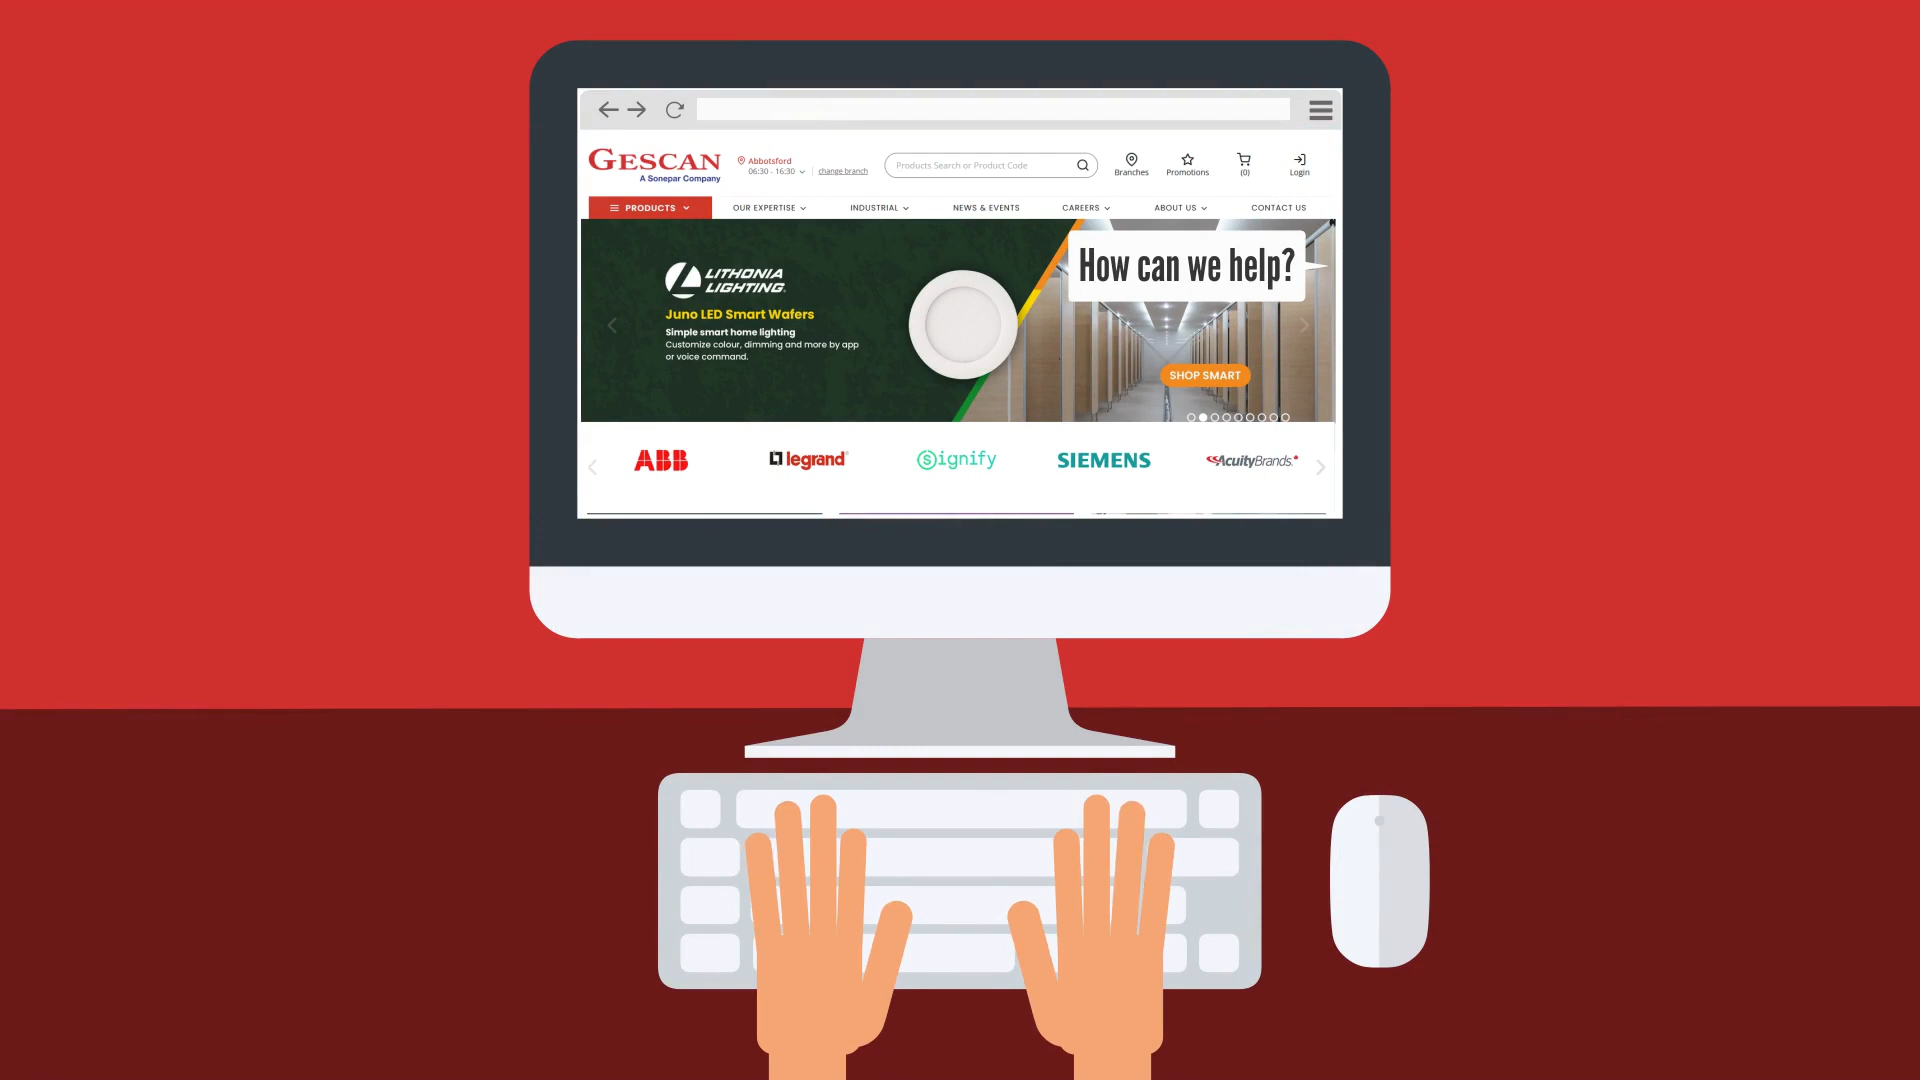 GESCAN
A Sonepar Company
Abbotsford
06:30 - 16:30
change branch
Products Search or Product Code
Branches
Promotions
(0)
Login
PRODUCTS
OUR EXPERTISE
INDUSTRIAL
NEWS & EVENTS
CAREERS
ABOUT US
CONTACT US
LITHONIA
LIGHTING.
Juno LED Smart Wafers
Simple smart home lighting
Customize colour, dimming and more by app
or voice command.
How can we help?
SHOP SMART
ABB
legrand®
Signify
SIEMENS
AcuityBrands.